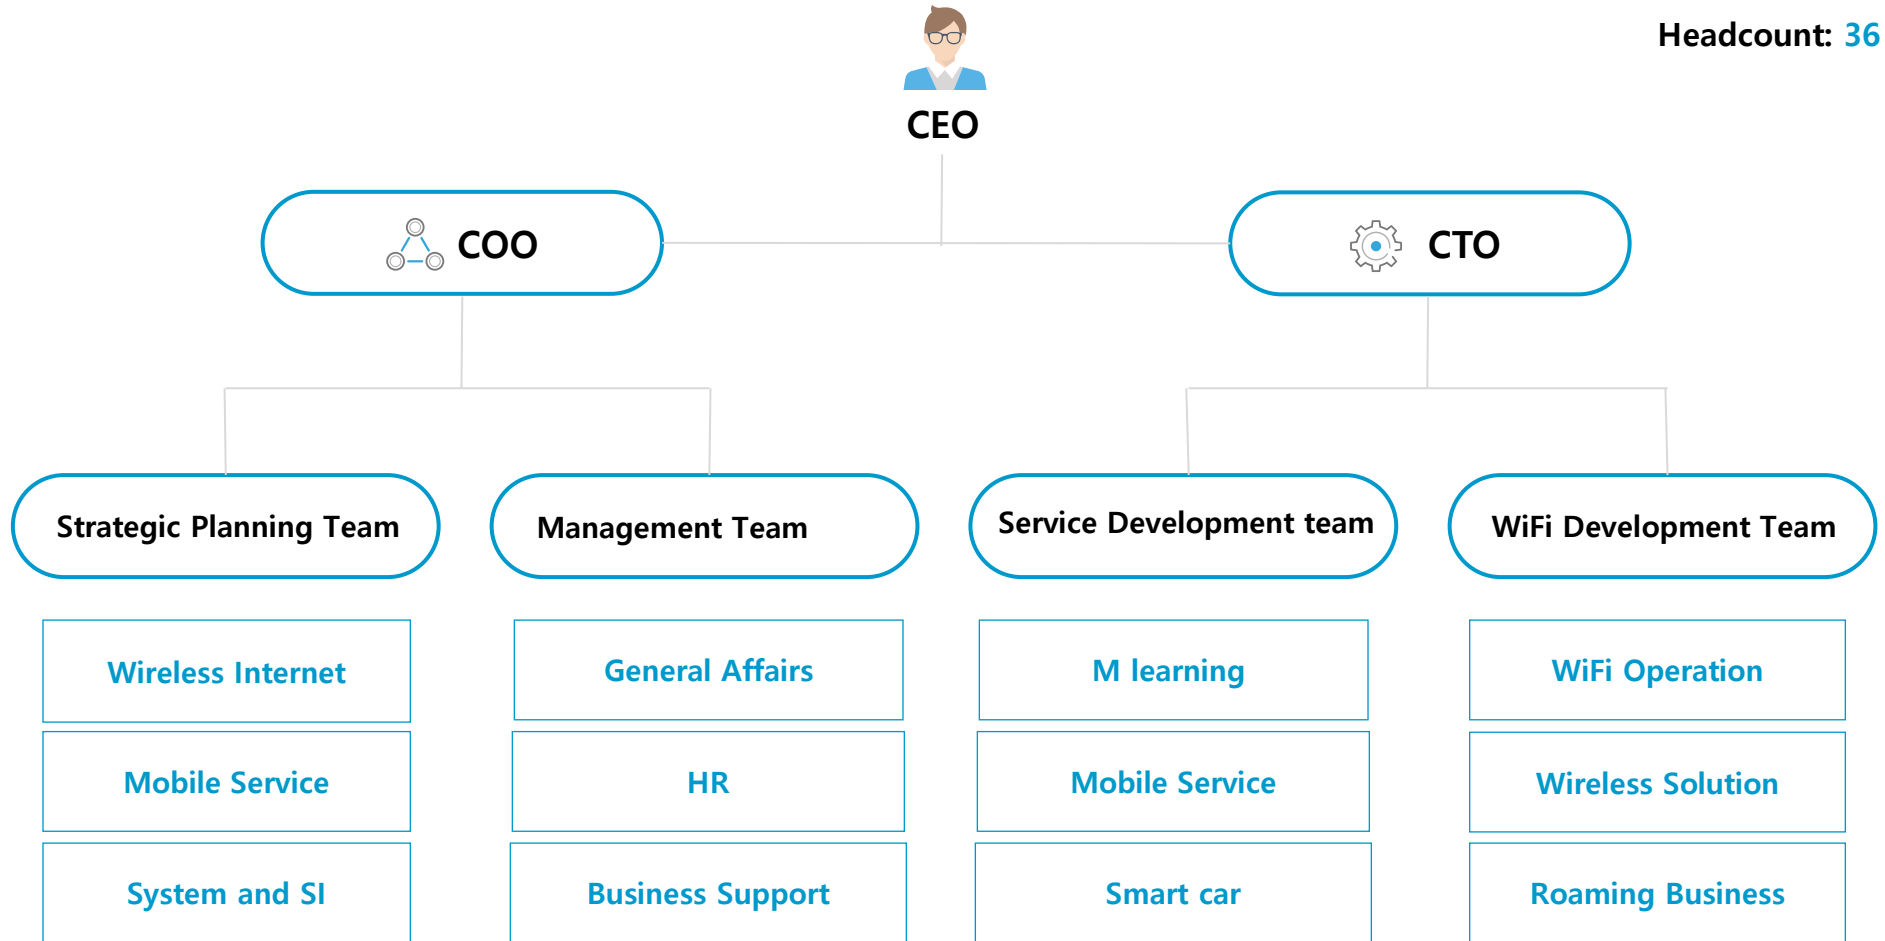 Headcount: 36
CEO
COO
CTO
Strategic Planning Team
Management Team
Service Development team
WiFi Development Team
Wireless Internet
General Affairs
M learning
WiFi Operation
Mobile Service
HR
Mobile Service
Wireless Solution
System and SI
Business Support
Smart car
Roaming Business